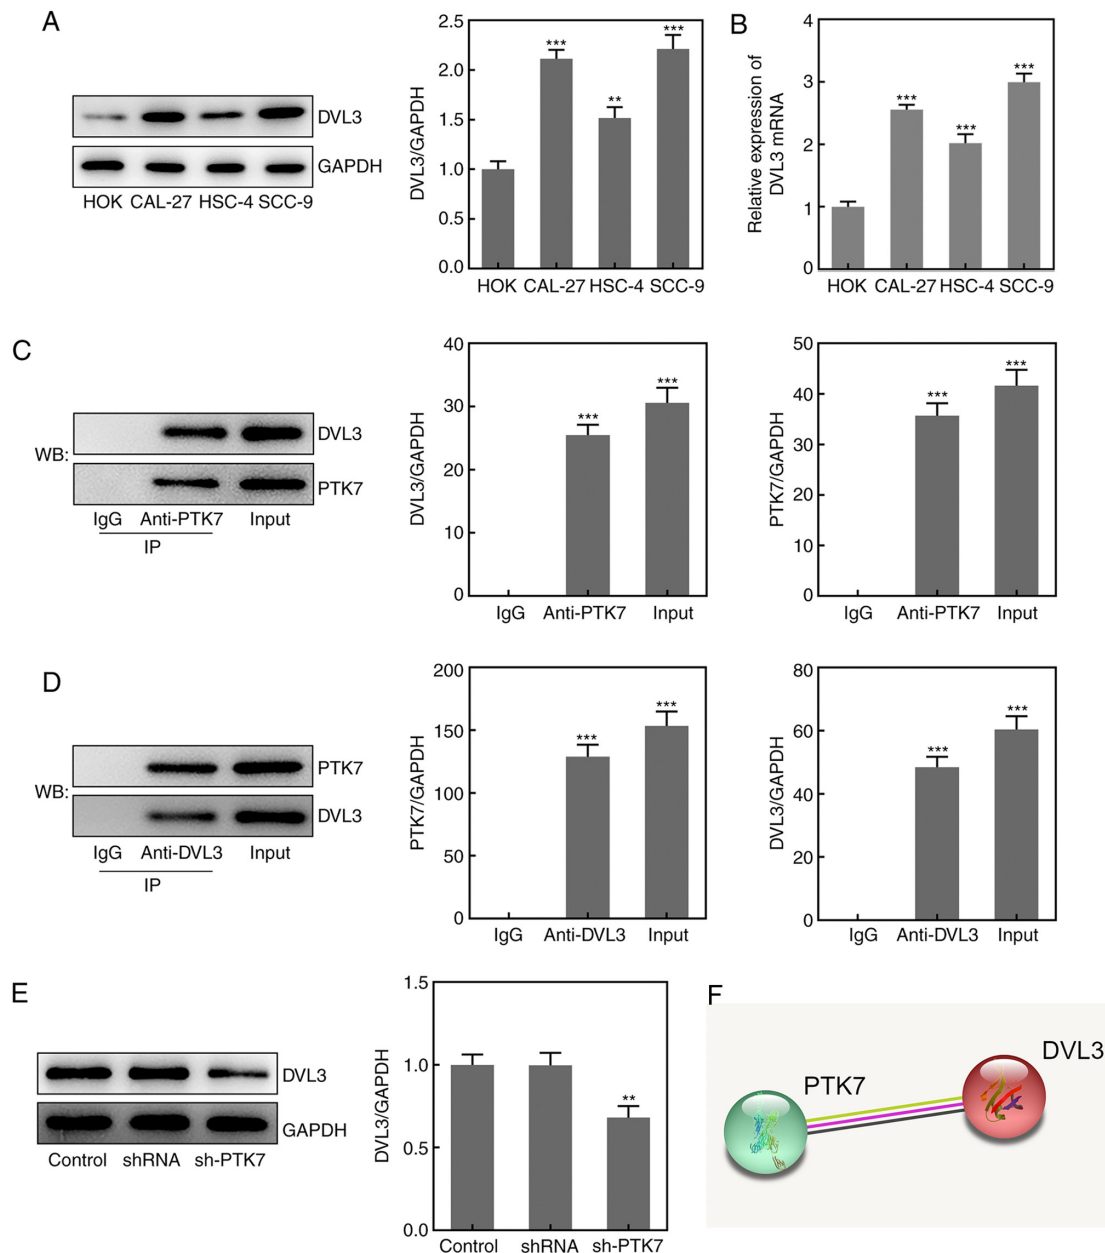 A
DVL3
GAPDH
HOK CAL-27 HSC-4 SCC-9
DVL3/GAPDH
2.5
2.0
1.5
1.0
0.5
0.0
***
**
***
HOK CAL-27 HSC-4 SCC-9
B
Relative expression of
DVL3 mRNA
4
3
2
1
0
***
***
***
HOK CAL-27 HSC-4 SCC-9
C
WB:
DVL3
PTK7
IgG Anti-PTK7 Input
IP
DVL3/GAPDH
40
30
20
10
0
***
***
IgG Anti-PTK7 Input
PTK7/GAPDH
50
40
30
20
10
0
***
***
IgG Anti-PTK7 Input
D
WB:
PTK7
DVL3
IgG Anti-DVL3 Input
IP
PTK7/GAPDH
200
150
100
50
0
***
***
IgG Anti-DVL3 Input
DVL3/GAPDH
80
60
40
20
0
***
***
IgG Anti-DVL3 Input
E
DVL3
GAPDH
Control shRNA sh-PTK7
DVL3/GAPDH
1.5
1.0
0.5
0.0
**
Control shRNA sh-PTK7
F
PTK7
DVL3